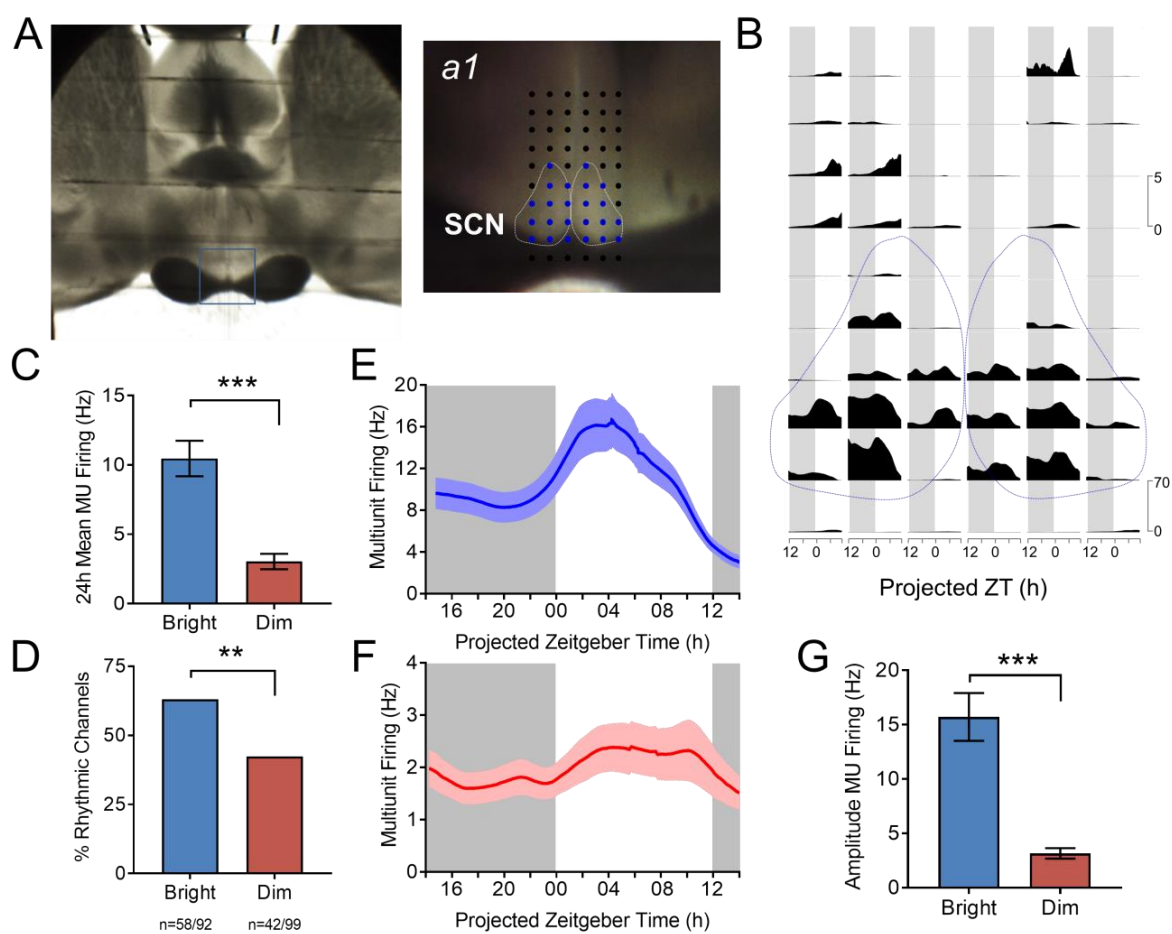 A
a1
SCN
B
5
0
70
0
12 0 12 0 12 0 12 0 12 0 12 0
Projected ZT (h)
C
***
24h Mean MU Firing (Hz)
15
10
5
0
Bright Dim
D
**
% Rhythmic Channels
75
50
25
0
Bright Dim
n=58/92 n=42/99
E
Multiunit Firing (Hz)
20
16
12
8
4
0
16 20 00 04 08 12
Projected Zeitgeber Time (h)
F
Multiunit Firing (Hz)
4
3
2
1
0
16 20 00 04 08 12
Projected Zeitgeber Time (h)
G
***
Amplitude MU Firing (Hz)
20
15
10
5
0
Bright Dim